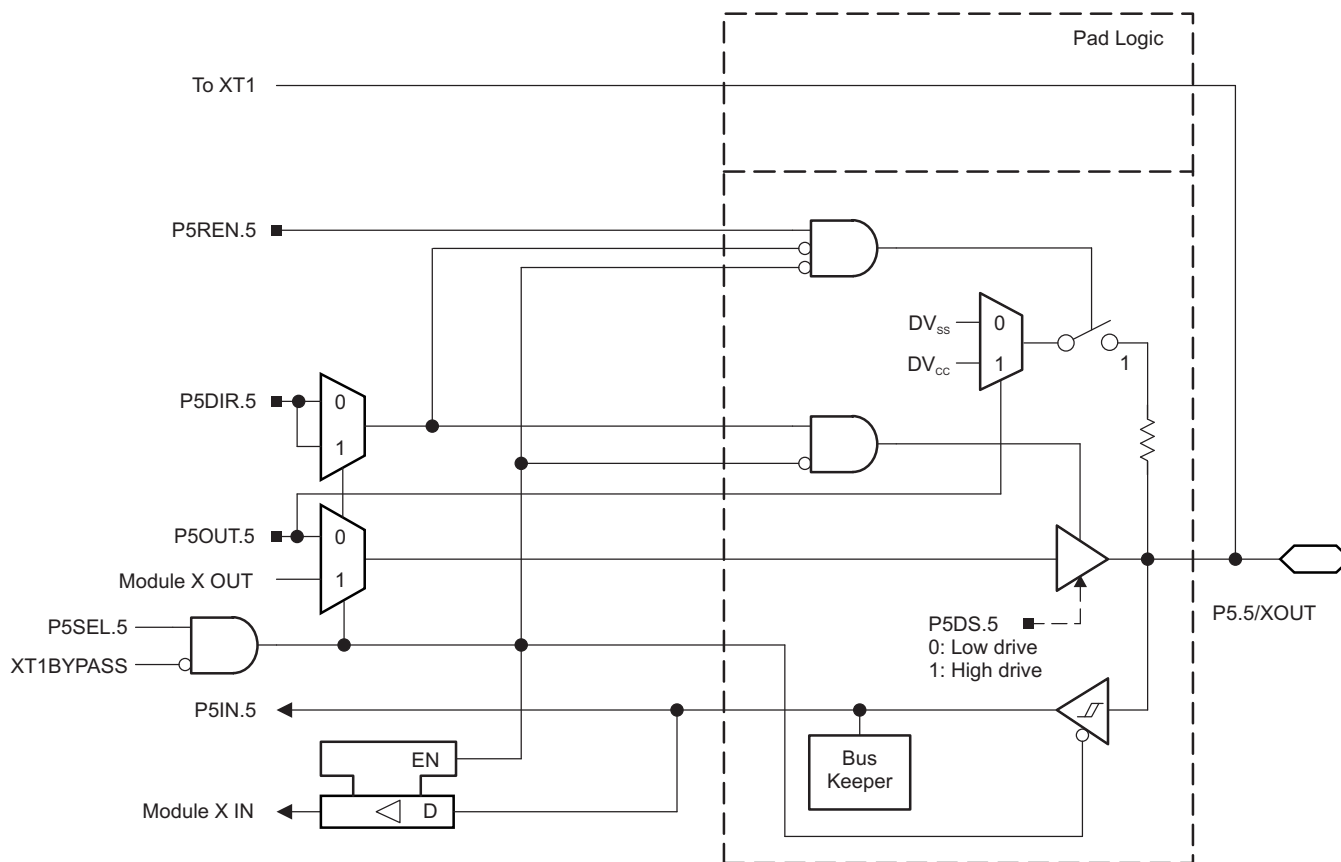 Pad Logic
To XT1
P5REN.5
DVSS
0
DVCC
1
1
P5DIR.5
0
1
P5OUT.5
0
Module X OUT
1
P5.5/XOUT
P5SEL.5
P5DS.5
0: Low drive
1: High drive
XT1BYPASS
P5IN.5
EN
Bus
Keeper
Module X IN
D